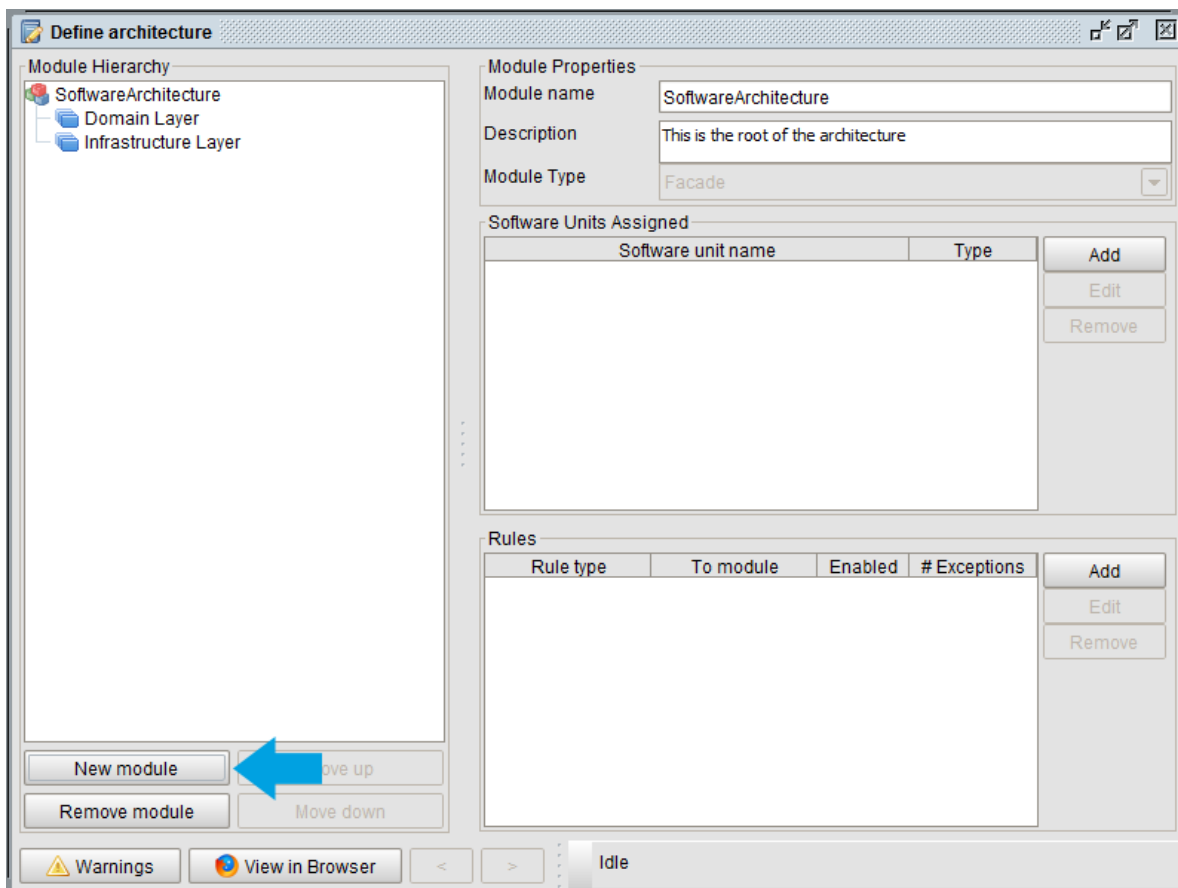 Define architecture
Module Hierarchy
SoftwareArchitecture
Domain Layer
Infrastructure Layer
New module
ove up
Remove module
Move down
Module Properties
Module name
SoftwareArchitecture
Description
This is the root of the architecture
Module Type
Facade
Software Units Assigned
Software unit name Type
Add
Edit
Remove
Rules
Rule type To module Enabled # Exceptions
Add
Edit
Remove
Warnings
View in Browser
<
>
Idle